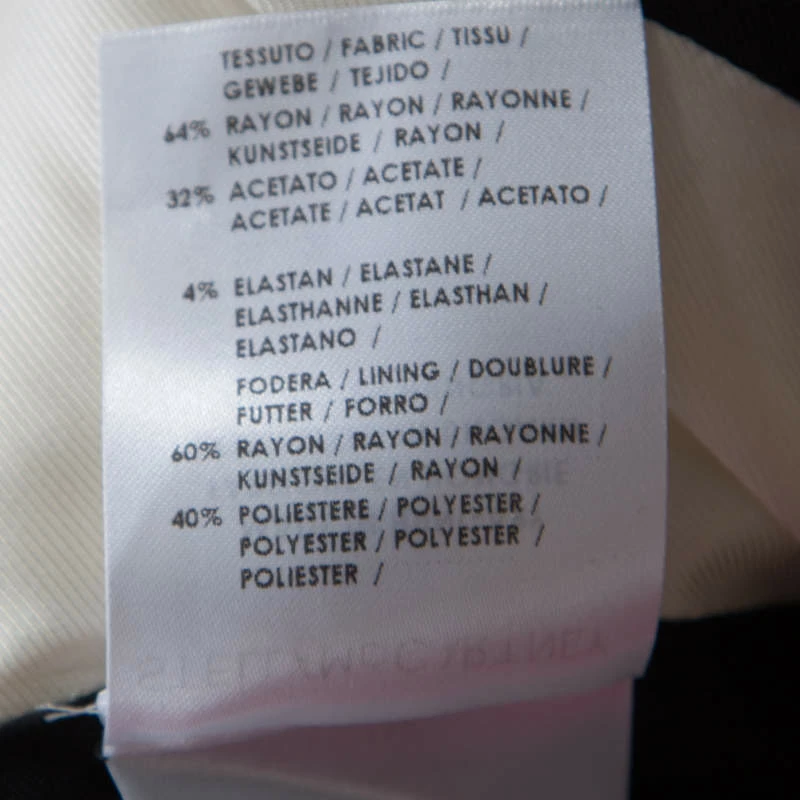 TESSUTO / FABRIC / TISSU /
GEWEBE / TEJIDO /
64% RAYON / RAYON / RAYONNE /
KUNSTSEIDE / RAYON /
32% ACETATO / ACETATE /
ACETATE / ACETAT / ACETATO /
4% ELASTAN / ELASTANE /
ELASTHANNE / ELASTHAN /
ELASTANO /
FODERA / LINING / DOUBLURE /
FUTTER / FORRO /
60% RAYON / RAYON / RAYONNE /
KUNSTSEIDE / RAYON /
40% POLIESTERE / POLYESTER /
POLYESTER / POLYESTER /
POLIESTER /
STELLA McCARTNEY